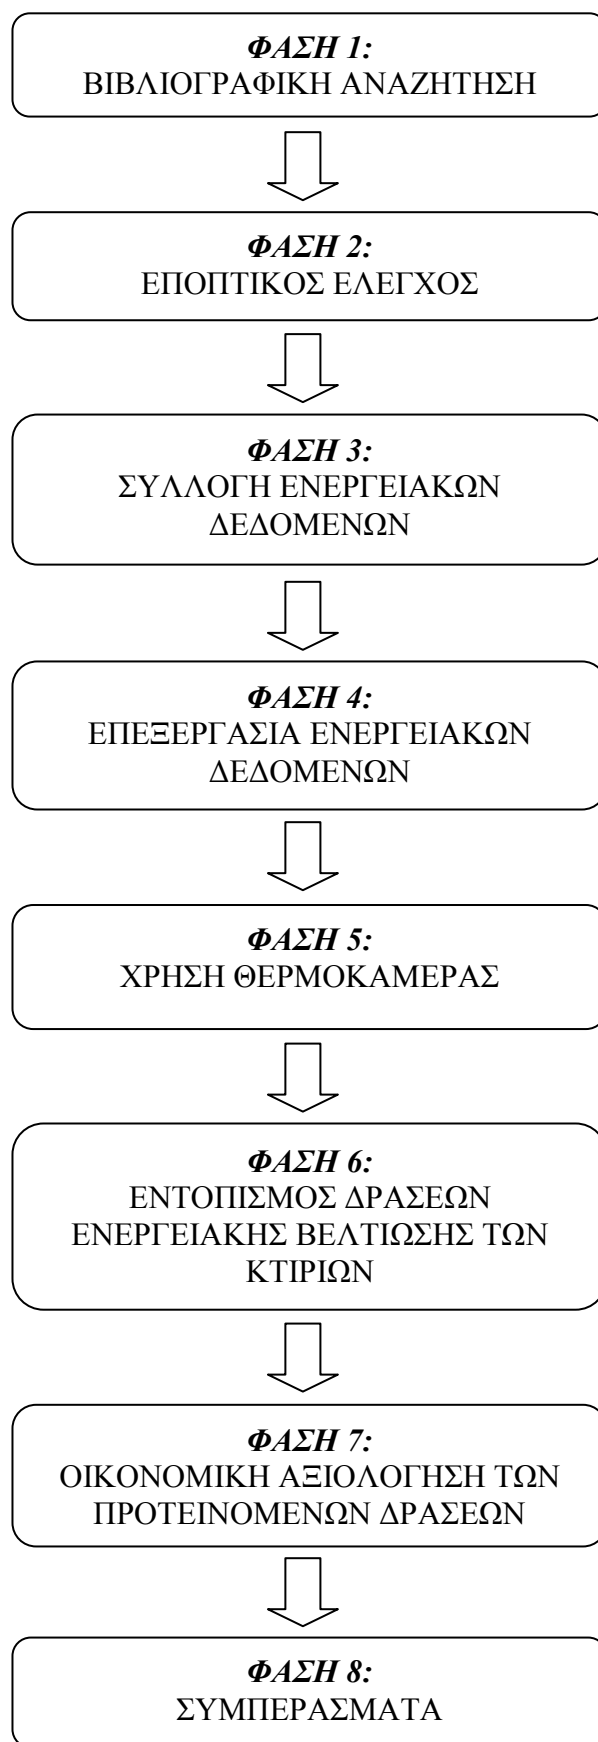 ΦΑΣΗ 1:
ΒΙΒΛΙΟΓΡΑΦΙΚΗ ΑΝΑΖΗΤΗΣΗ
ΦΑΣΗ 2:
ΕΠΟΠΤΙΚΟΣ ΕΛΕΓΧΟΣ
ΦΑΣΗ 3:
ΣΥΛΛΟΓΗ ΕΝΕΡΓΕΙΑΚΩΝ
ΔΕΔΟΜΕΝΩΝ
ΦΑΣΗ 4:
ΕΠΕΞΕΡΓΑΣΙΑ ΕΝΕΡΓΕΙΑΚΩΝ
ΔΕΔΟΜΕΝΩΝ
ΦΑΣΗ 5:
ΧΡΗΣΗ ΘΕΡΜΟΚΑΜΕΡΑΣ
ΦΑΣΗ 6:
ΕΝΤΟΠΙΣΜΟΣ ΔΡΑΣΕΩΝ
ΕΝΕΡΓΕΙΑΚΗΣ ΒΕΛΤΙΩΣΗΣ ΤΩΝ
ΚΤΙΡΙΩΝ
ΦΑΣΗ 7:
ΟΙΚΟΝΟΜΙΚΗ ΑΞΙΟΛΟΓΗΣΗ ΤΩΝ
ΠΡΟΤΕΙΝΟΜΕΝΩΝ ΔΡΑΣΕΩΝ
ΦΑΣΗ 8:
ΣΥΜΠΕΡΑΣΜΑΤΑ